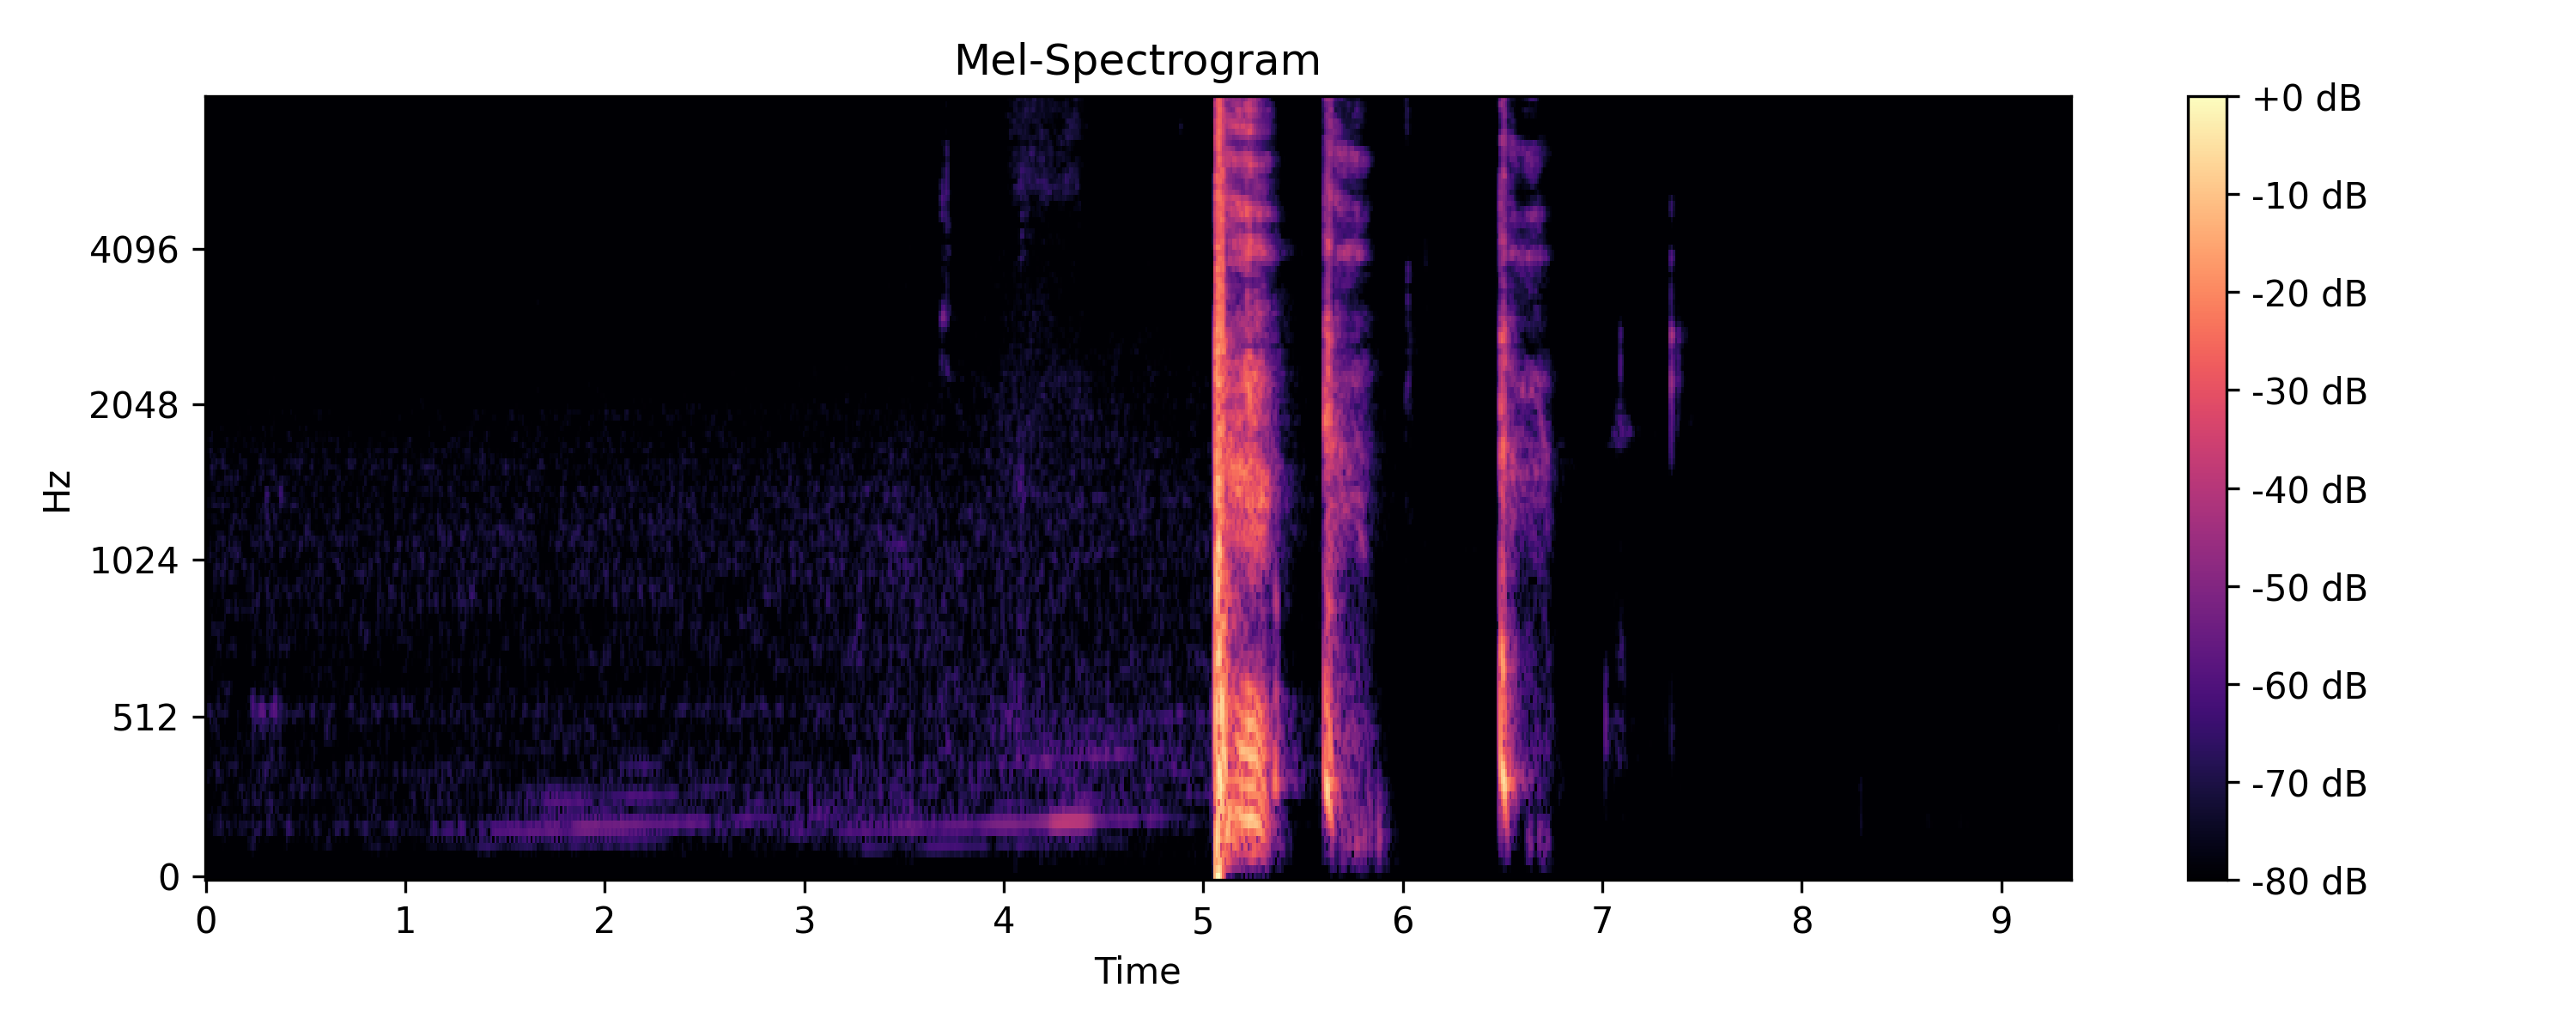 Mel-Spectrogram
+0 dB
-10 dB
-20 dB
-30 dB
-40 dB
-50 dB
-60 dB
-70 dB
-80 dB
4096
2048
1024
512
0
Hz
0 1 2 3 4 5 6 7 8 9
Time